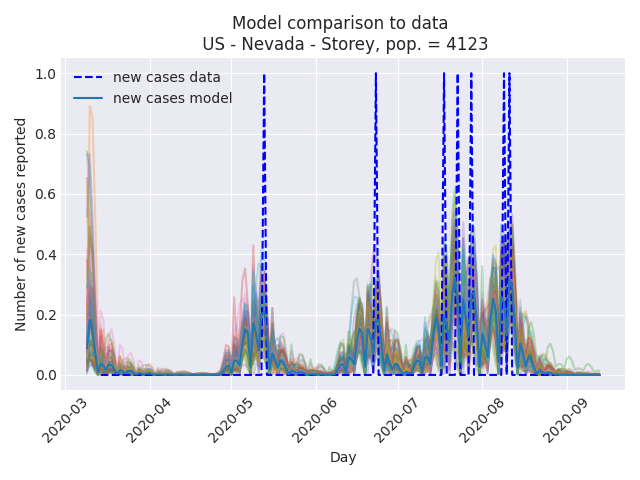 Model comparison to data
US - Nevada - Storey, pop. = 4123
new cases data
new cases model
Number of new cases reported
1.0
0.8
0.6
0.4
0.2
0.0
2020-03
2020-04
2020-05
2020-06
2020-07
2020-08
2020-09
Day